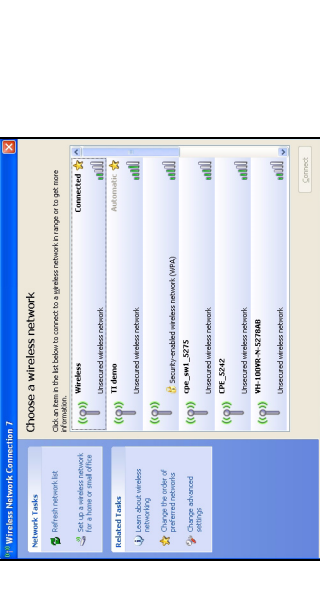 Wireless Network Connection 7
Network Tasks
Refresh network list
Set up a wireless network
for a home or small office
Related Tasks
Learn about wireless
networking
Change the order of
preferred networks
Change advanced
settings
Choose a wireless network
Click an item in the list below to connect to a wireless network in range or to get more
information.
Wireless Connected
Unsecured wireless network
TI demo Automatic
Unsecured wireless network
Security-enabled wireless network (WPA)
cpe_sw1_5275
Unsecured wireless network
CPE_5242
Unsecured wireless network
VH-100WR-N-5278AB
Unsecured wireless network
Connect